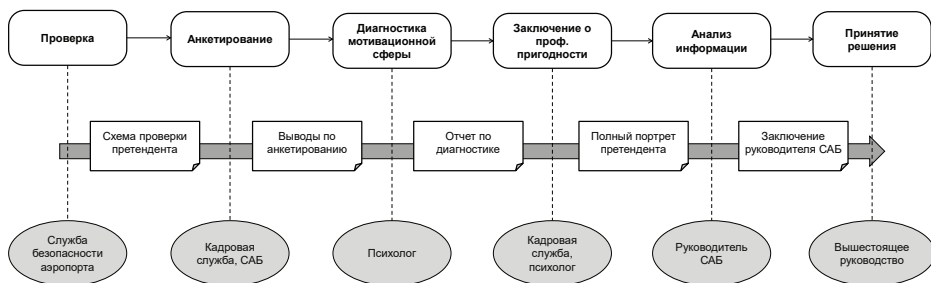 Проверка
Анкетирование
Диагностика
мотивационной
сферы
Заключение о
проф.
пригодности
Анализ
информации
Принятие
решения
Схема проверки
претендента
Выводы по
анкетированию
Отчет по
диагностике
Полный портрет
претендента
Заключение
руководителя САБ
Служба
безопасности
аэропорта
Кадровая
служба, САБ
Психолог
Кадровая
служба,
психолог
Руководитель
САБ
Вышестоящее
руководство